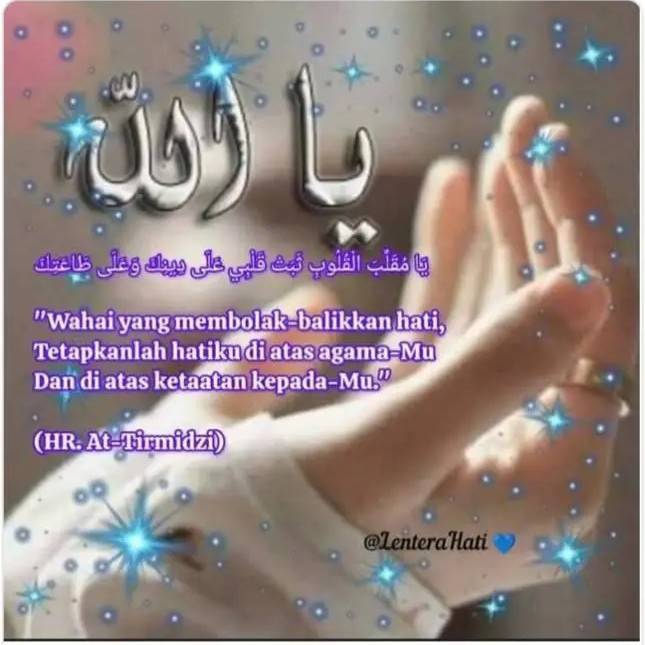 يا الله
يَا مُقَلِّبَ الْقُلُوبِ ثَبِّتْ قَلْبِي عَلَى دِينِكَ وَعَلَى طَاعَتِكَ
"Wahai yang membolak-balikkan hati,
Tetapkanlah hatiku di atas agama-Mu
Dan di atas ketaatan kepada-Mu."
(HR. At-Tirmidzi)
@LenteraHati 💙